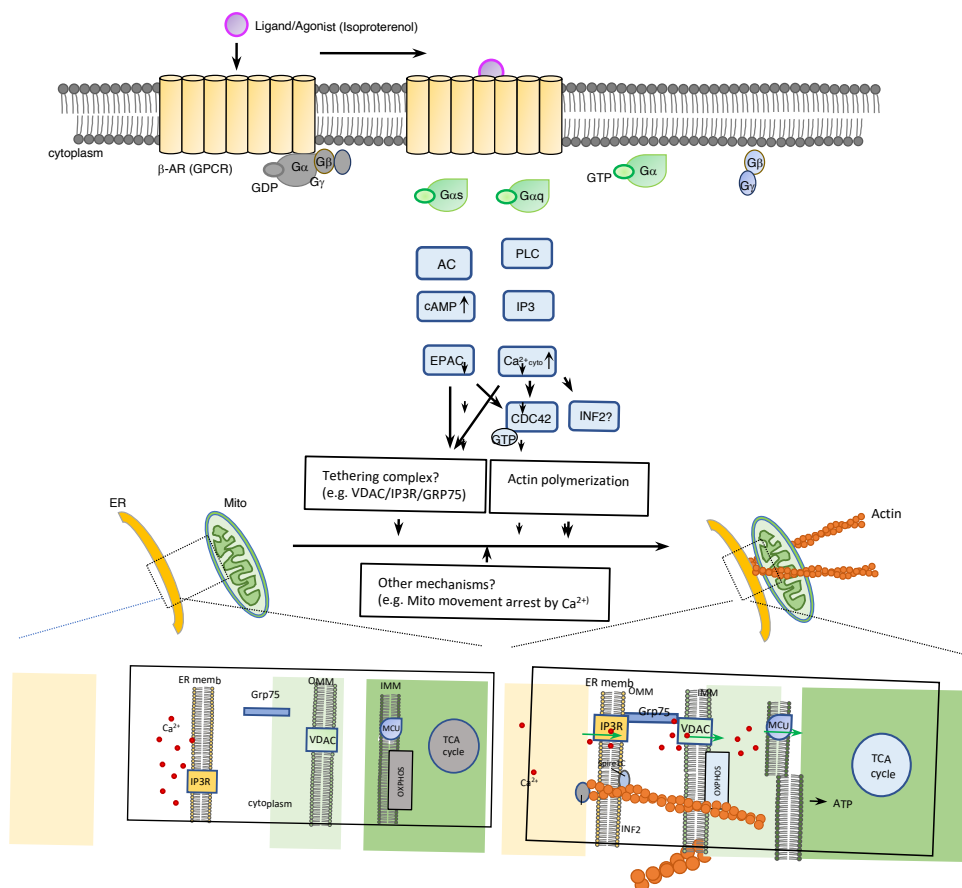 Ligand/Agonist (Isoproterenol)
cytoplasm
β-AR (GPCR)
GDP
Gα
Gβ
Gγ
Gαs
Gαq
GTP
Gα
Gβ
Gγ
AC
PLC
cAMP
IP3
EPAC
Ca²⁺cyto
CDC42
GTP
INF2?
Tethering complex?
(e.g. VDAC/IP3R/GRP75)
Actin polymerization
ER
Mito
Actin
Other mechanisms?
(e.g. Mito movement arrest by Ca²⁺)
ER memb
Grp75
OMM
IMM
Ca²⁺
IP3R
VDAC
MCU
OXPHOS
TCA
cycle
cytoplasm
ER memb
OMM
IMM
Grp75
IP3R
VDAC
MCU
Spire1C
Ca²⁺
OXPHOS
TCA
cycle
ATP
INF2